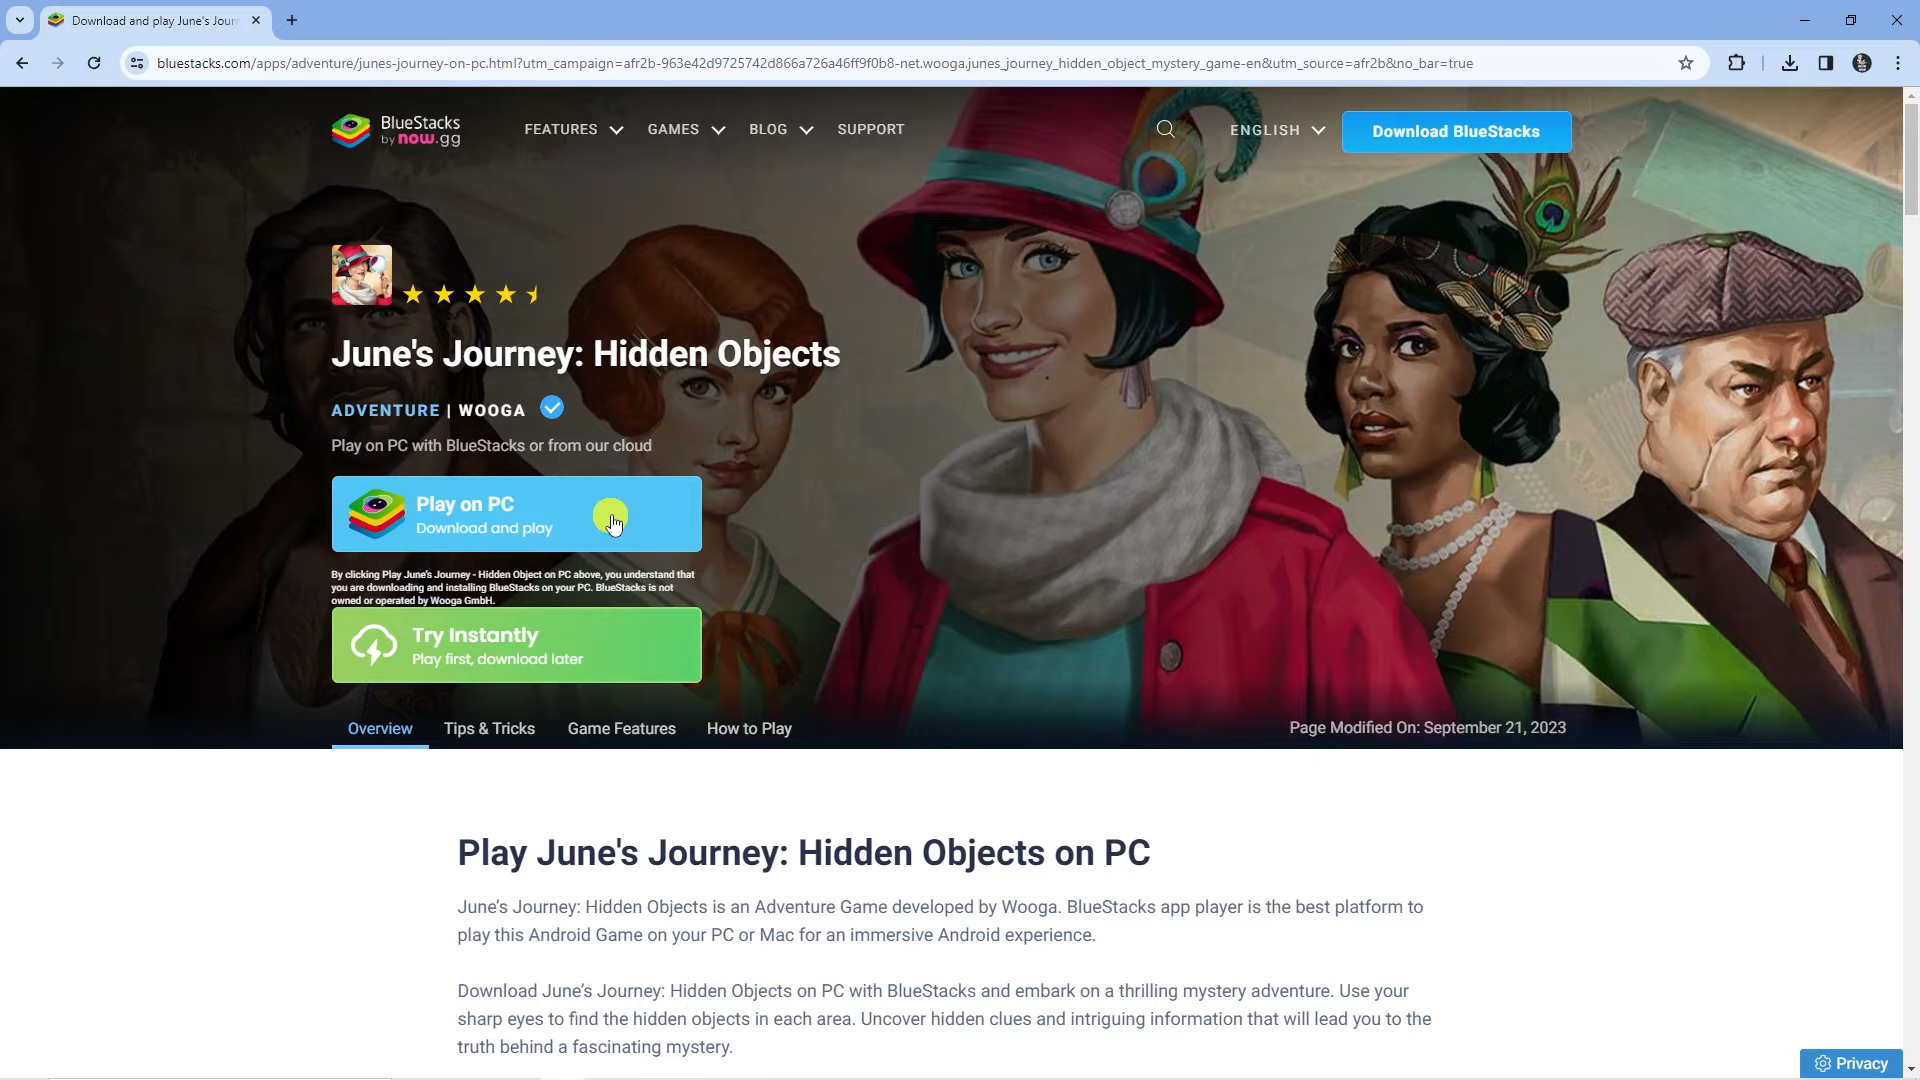 Download and play June's Jour
bluestacks.com/apps/adventure/junes-journey-on-pc.html?utm_campaign=afr2b-963e42d9725742d866a726a46ff9f0b8-net.wooga.junes_journey_hidden_object_mystery_game-en&utm_source=afr2b&no_bar=true
BlueStacks
by now.gg
FEATURES
GAMES
BLOG
SUPPORT
ENGLISH
Download BlueStacks
June's Journey: Hidden Objects
ADVENTURE | WOOGA
Play on PC with BlueStacks or from our cloud
Play on PC
Download and play
By clicking Play June's Journey - Hidden Object on PC above, you understand that
you are downloading and installing BlueStacks on your PC. BlueStacks is not
owned or operated by Wooga GmbH.
Try Instantly
Play first, download later
Overview
Tips & Tricks
Game Features
How to Play
Page Modified On: September 21, 2023
Play June's Journey: Hidden Objects on PC
June’s Journey: Hidden Objects is an Adventure Game developed by Wooga. BlueStacks app player is the best platform to
play this Android Game on your PC or Mac for an immersive Android experience.
Download June’s Journey: Hidden Objects on PC with BlueStacks and embark on a thrilling mystery adventure. Use your
sharp eyes to find the hidden objects in each area. Uncover hidden clues and intriguing information that will lead you to the
truth behind a fascinating mystery.
Privacy